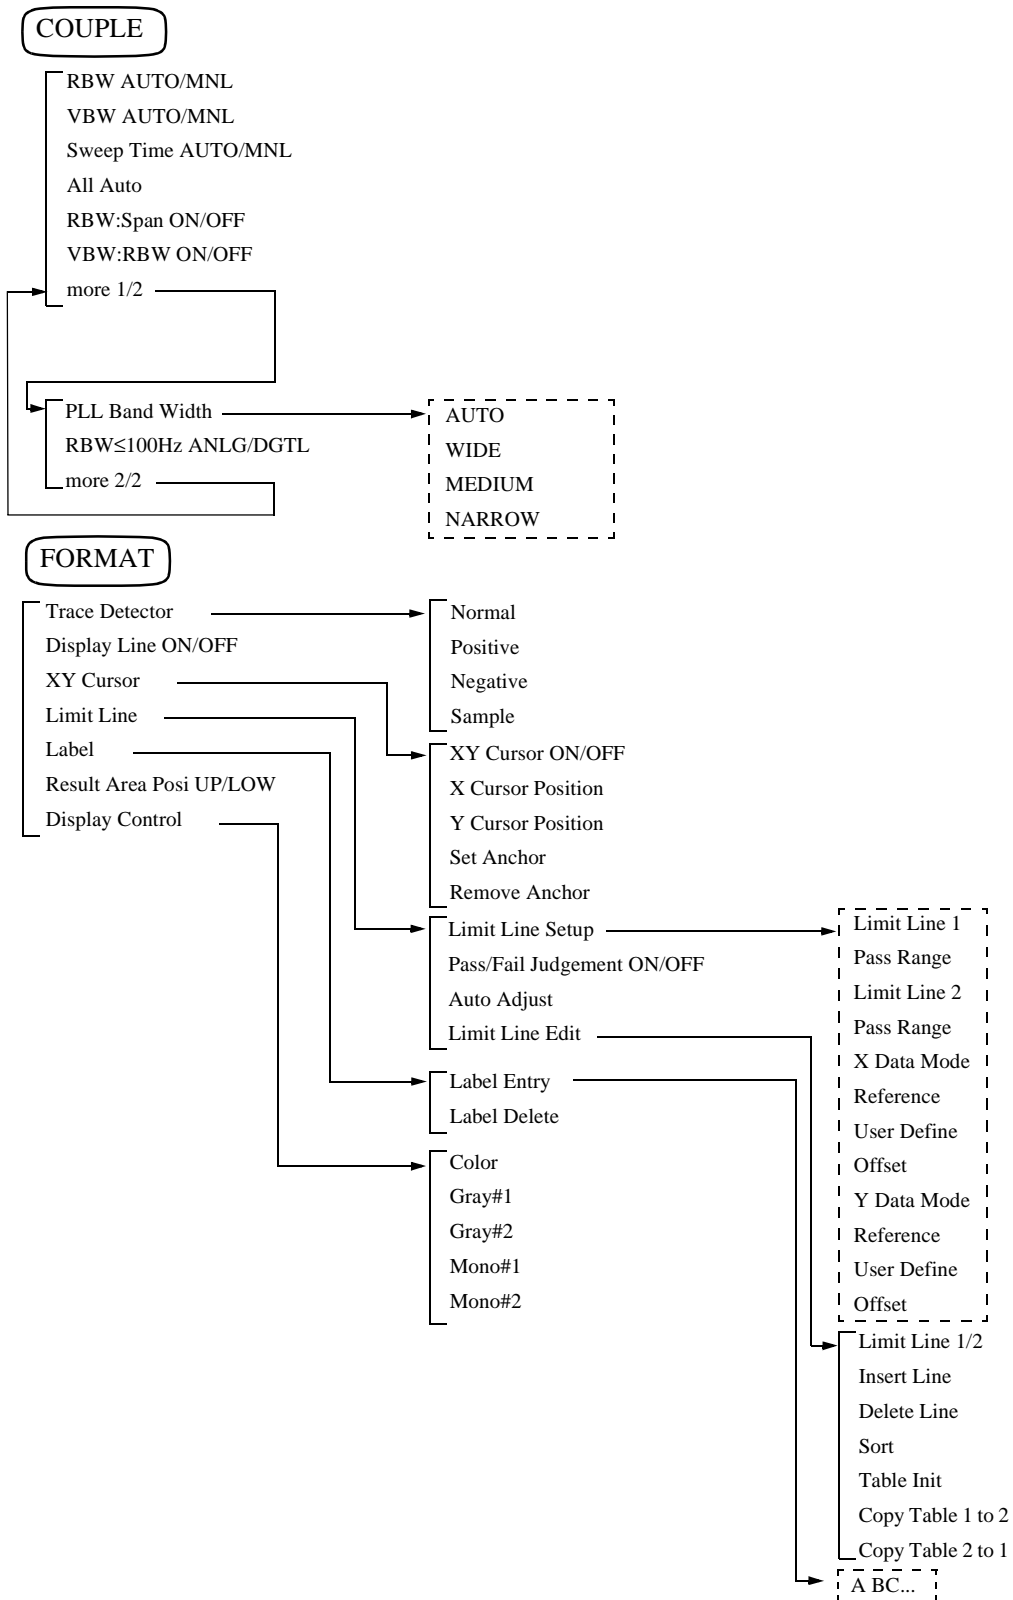 COUPLE
RBW AUTO/MNL
VBW AUTO/MNL
Sweep Time AUTO/MNL
All Auto
RBW:Span ON/OFF
VBW:RBW ON/OFF
more 1/2
PLL Band Width
RBW≤100Hz ANLG/DGTL
more 2/2
AUTO
WIDE
MEDIUM
NARROW
FORMAT
Trace Detector
Display Line ON/OFF
XY Cursor
Limit Line
Label
Result Area Posi UP/LOW
Display Control
Normal
Positive
Negative
Sample
XY Cursor ON/OFF
X Cursor Position
Y Cursor Position
Set Anchor
Remove Anchor
Limit Line Setup
Pass/Fail Judgement ON/OFF
Auto Adjust
Limit Line Edit
Label Entry
Label Delete
Color
Gray#1
Gray#2
Mono#1
Mono#2
Limit Line 1
Pass Range
Limit Line 2
Pass Range
X Data Mode
Reference
User Define
Offset
Y Data Mode
Reference
User Define
Offset
Limit Line 1/2
Insert Line
Delete Line
Sort
Table Init
Copy Table 1 to 2
Copy Table 2 to 1
A BC...